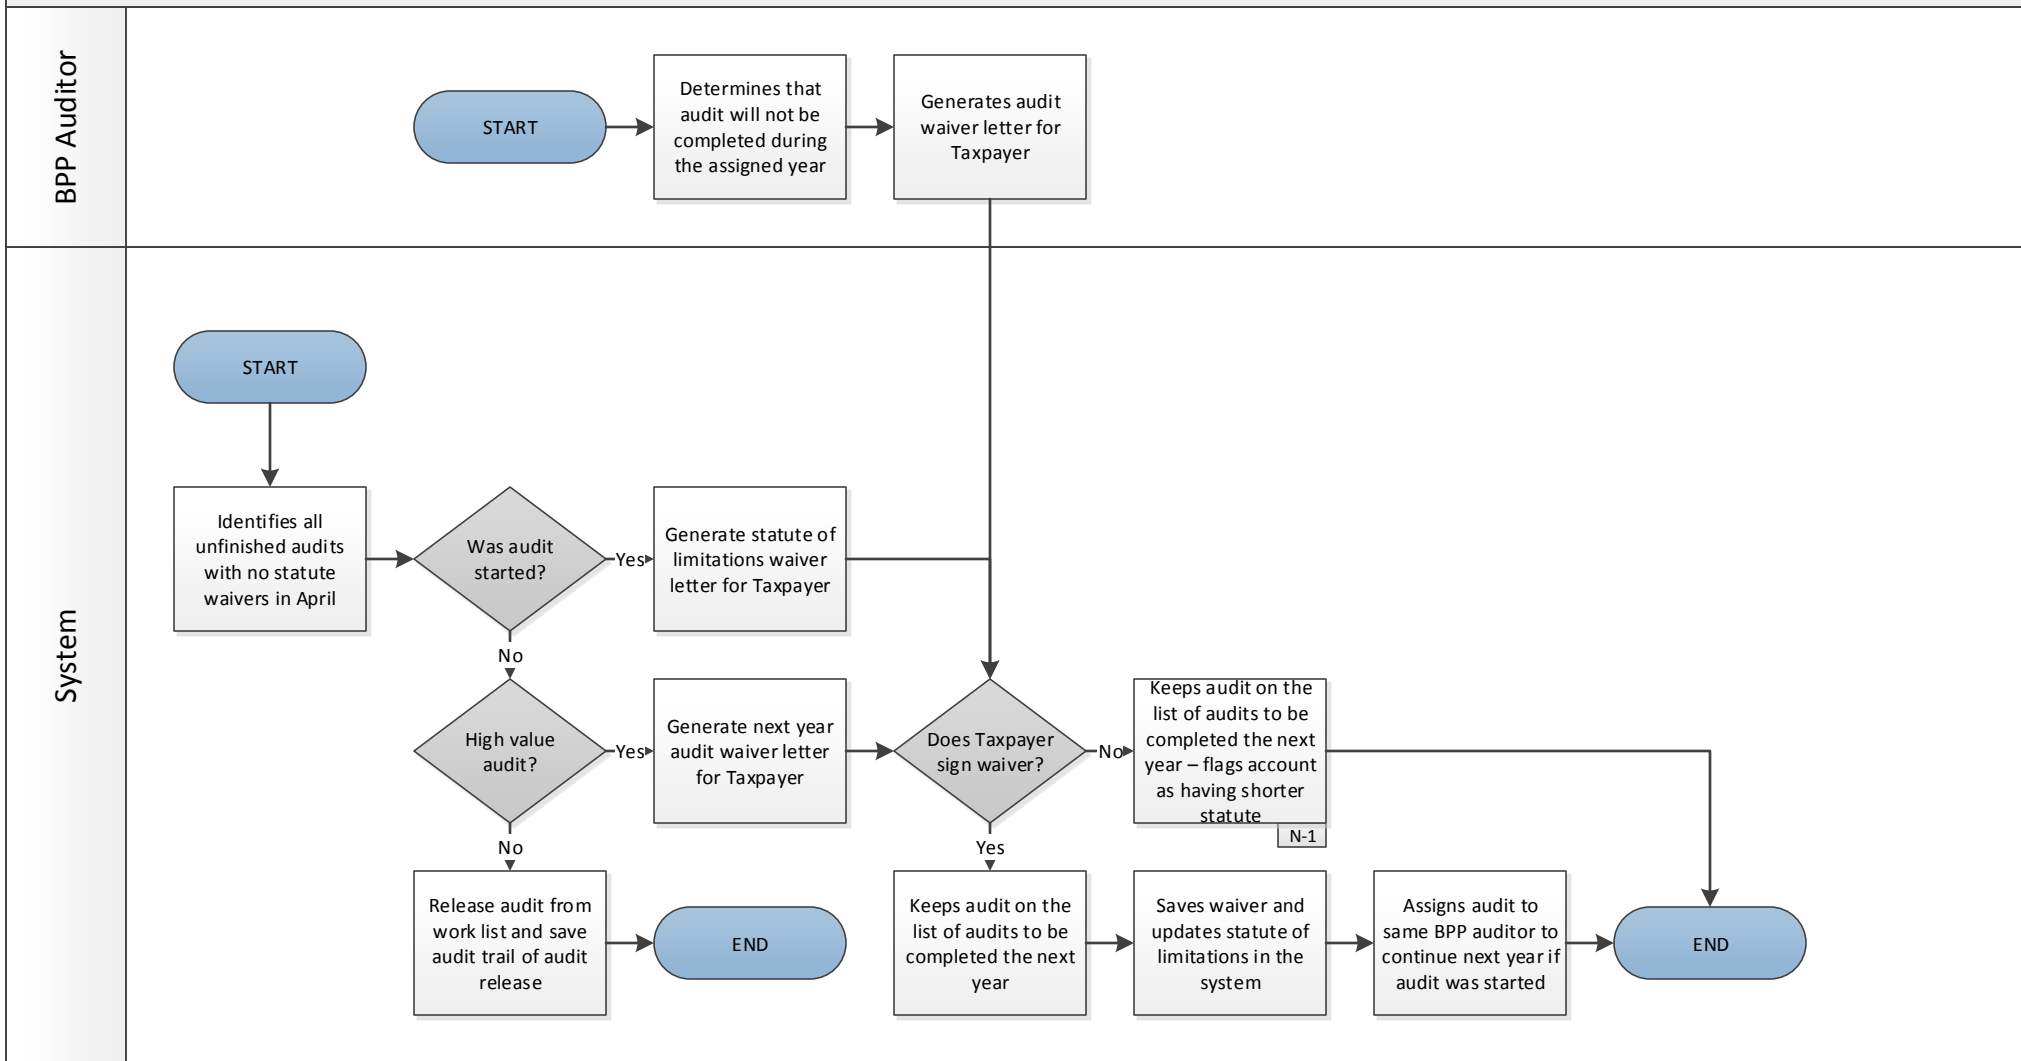 BPP Auditor
START
Determines that
audit will not be
completed during
the assigned year
Generates audit
waiver letter for
Taxpayer
System
START
Identifies all
unfinished audits
with no statute
waivers in April
Was audit
started?
Yes
Generate statute of
limitations waiver
letter for Taxpayer
No
High value
audit?
Yes
Generate next year
audit waiver letter
for Taxpayer
Does Taxpayer
sign waiver?
No
Keeps audit on the
list of audits to be
completed the next
year – flags account
as having shorter
statute
N-1
No
Release audit from
work list and save
audit trail of audit
release
END
Yes
Keeps audit on the
list of audits to be
completed the next
year
Saves waiver and
updates statute of
limitations in the
system
Assigns audit to
same BPP auditor to
continue next year if
audit was started
END